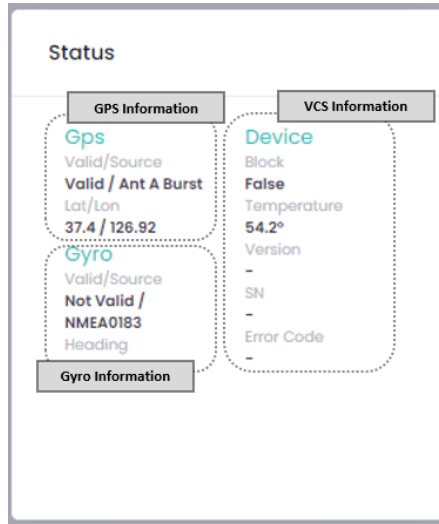 Status
GPS Information
VCS Information
Gps
Valid/Source
Valid / Ant A Burst
Lat/Lon
37.4 / 126.92
Gyro
Valid/Source
Not Valid /
NMEA0183
Heading
Gyro Information
Device
Block
False
Temperature
54.2°
Version
-
SN
-
Error Code
-